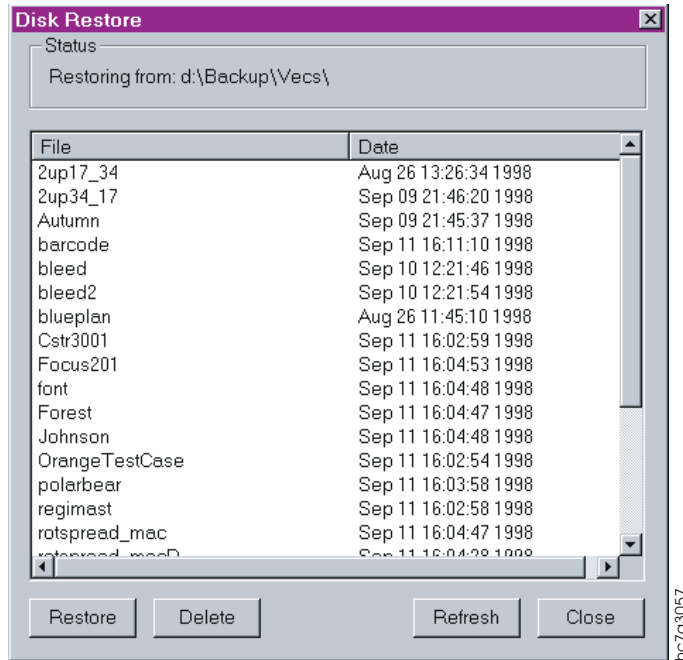 Disk Restore
Status
Restoring from: d:\Backup\Vecs\
File Date
2up17_34 Aug 26 13:26:34 1998
2up34_17 Sep 09 21:46:20 1998
Autumn Sep 09 21:45:37 1998
barcode Sep 11 16:11:10 1998
bleed Sep 10 12:21:46 1998
bleed2 Sep 10 12:21:54 1998
blueplan Aug 26 11:45:10 1998
Cstr3001 Sep 11 16:02:59 1998
Focus201 Sep 11 16:04:53 1998
font Sep 11 16:04:48 1998
Forest Sep 11 16:04:47 1998
Johnson Sep 11 16:04:48 1998
OrangeTestCase Sep 11 16:02:54 1998
polarbear Sep 11 16:03:58 1998
regimast Sep 11 16:02:58 1998
rotspread_mac Sep 11 16:04:47 1998
Sep 11 1998
Restore Delete Refresh Close